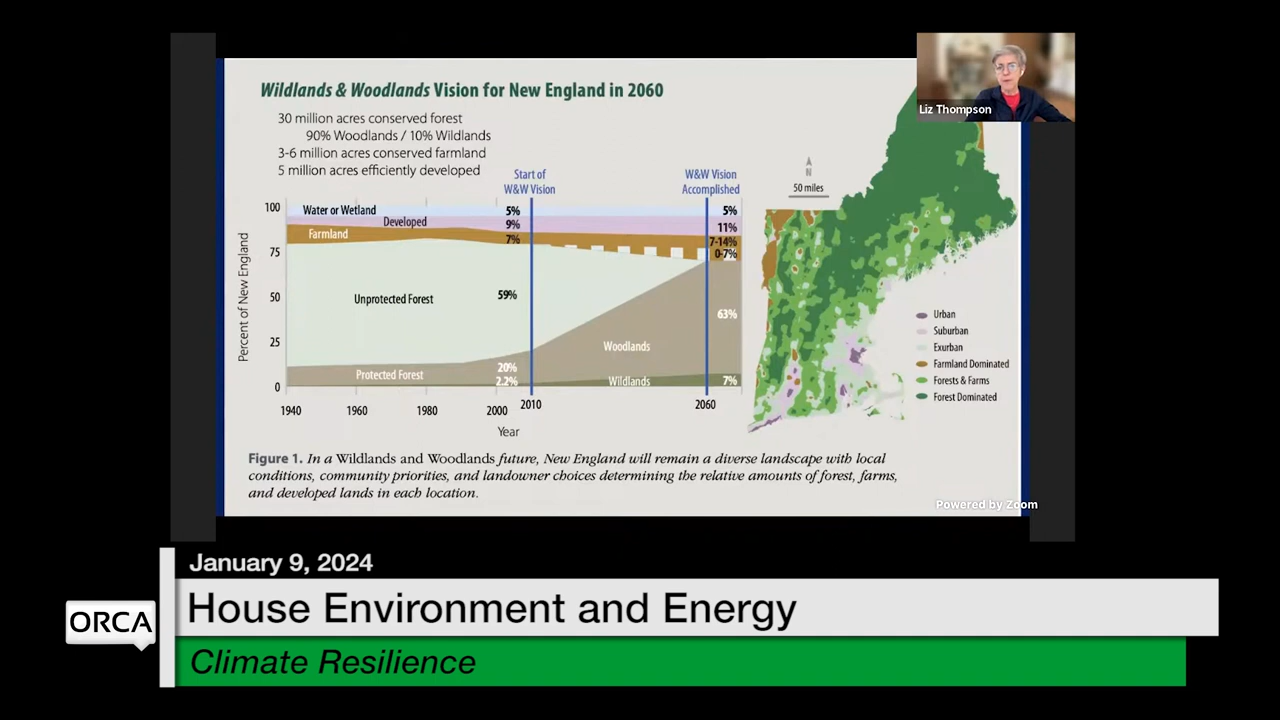 Wildlands & Woodlands Vision for New England in 2060
30 million acres conserved forest
90% Woodlands / 10% Wildlands
3-6 million acres conserved farmland
5 million acres efficiently developed
Liz Thompson
Start of
W&W Vision
W&W Vision
Accomplished
N
50 miles
Percent of New England
100
75
50
25
0
Water or Wetland
5%
5%
Developed
9%
11%
Farmland
7%
7-14%
0-7%
Unprotected Forest
59%
63%
Woodlands
Protected Forest
20%
2.2%
Wildlands
7%
1940
1960
1980
2000
2010
2060
Year
Urban
Suburban
Exurban
Farmland Dominated
Forests & Farms
Forest Dominated
Figure 1. In a Wildlands and Woodlands future, New England will remain a diverse landscape with local
conditions, community priorities, and landowner choices determining the relative amounts of forest, farms,
and developed lands in each location.
Powered by Zoom
January 9, 2024
ORCA
House Environment and Energy
Climate Resilience